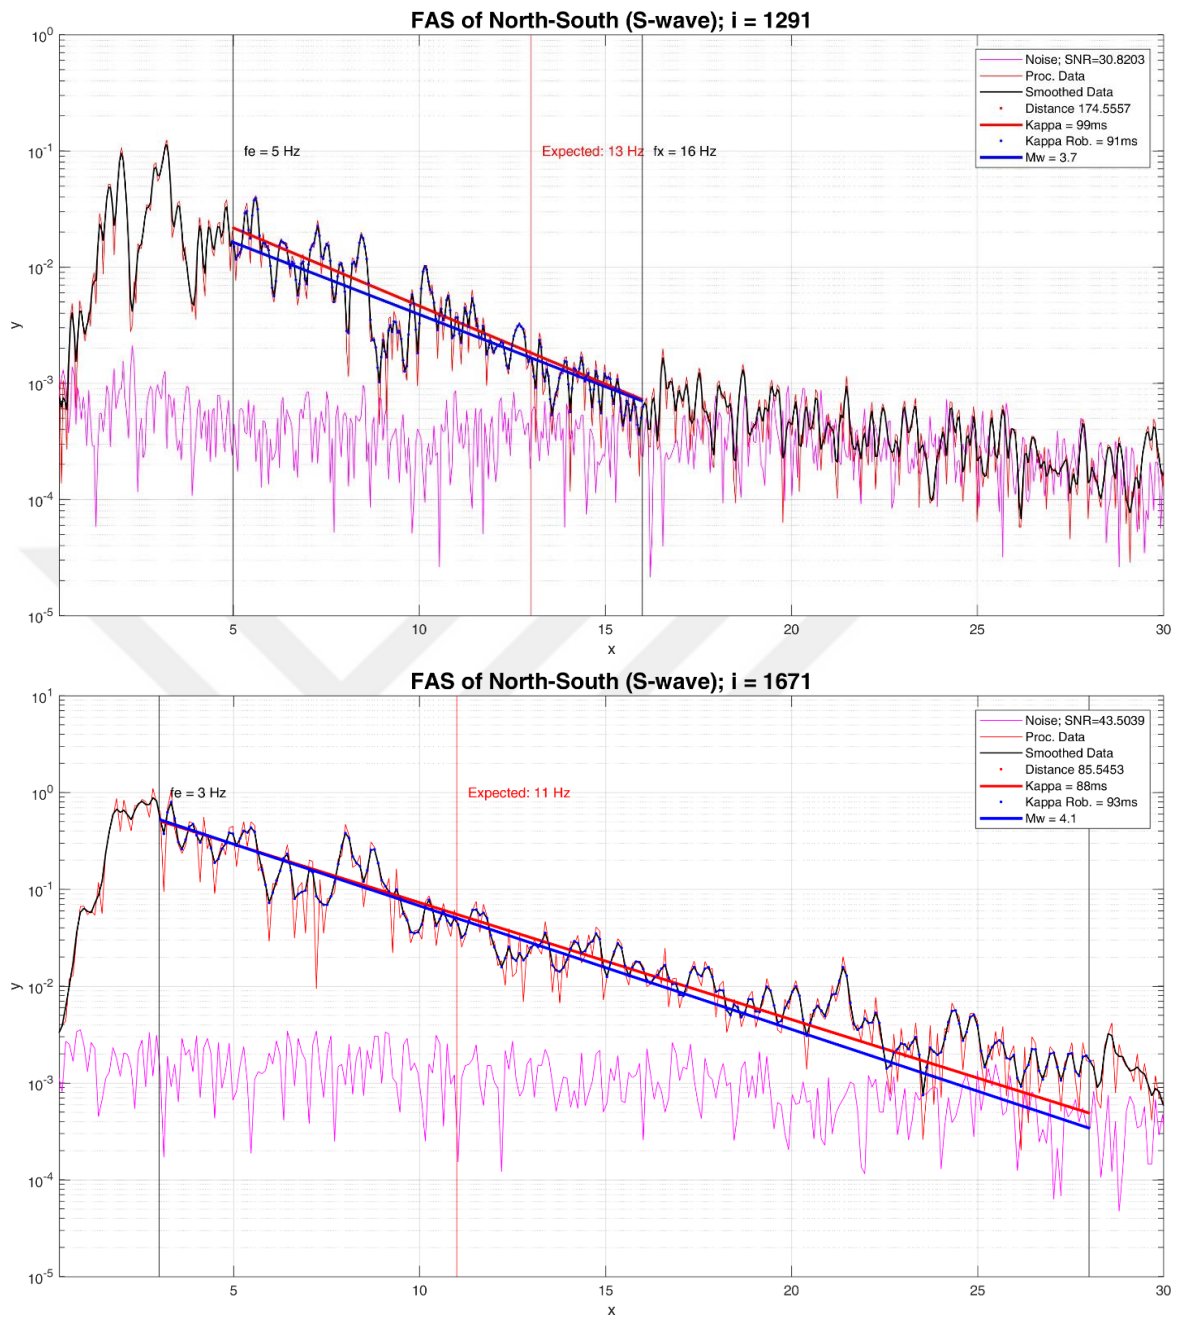 FAS of North-South (S-wave); i = 1291
10^0
10^-1
10^-2
10^-3
10^-4
10^-5
y
fe = 5 Hz
Expected: 13 Hz
fx = 16 Hz
Noise; SNR=30.8203
Proc. Data
Smoothed Data
Distance 174.5557
Kappa = 99ms
Kappa Rob. = 91ms
Mw = 3.7
5 10 15 20 25 30
x
FAS of North-South (S-wave); i = 1671
10^1
10^0
10^-1
10^-2
10^-3
10^-4
10^-5
y
fe = 3 Hz
Expected: 11 Hz
Noise; SNR=43.5039
Proc. Data
Smoothed Data
Distance 85.5453
Kappa = 88ms
Kappa Rob. = 93ms
Mw = 4.1
5 10 15 20 25 30
x